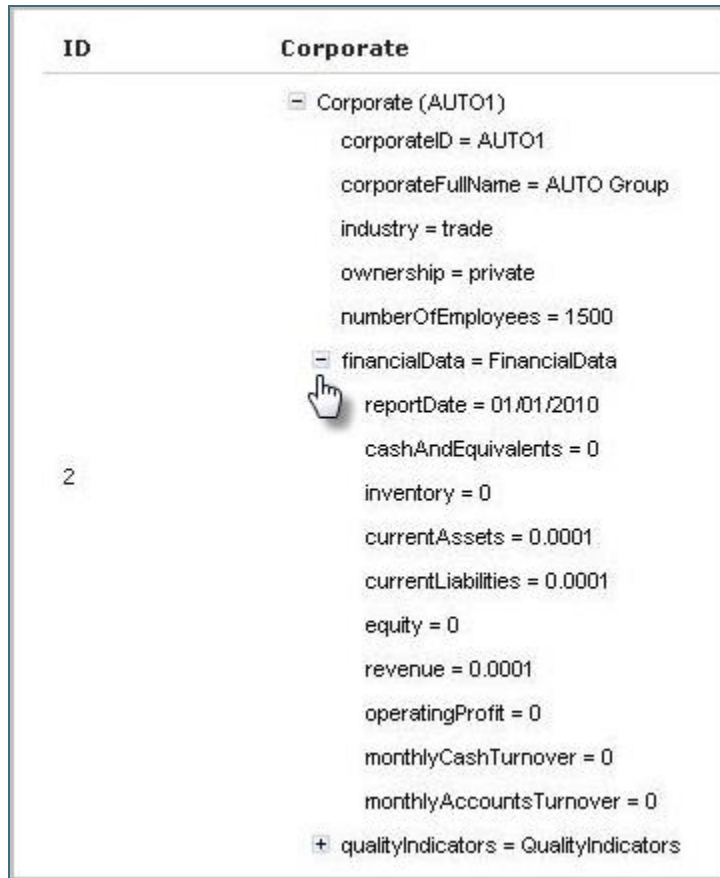 ID Corporate
Corporate (AUTO1)
corporateID = AUTO1
corporateFullName = AUTO Group
industry = trade
ownership = private
numberOfEmployees = 1500
financialData = FinancialData
reportDate = 01/01/2010
cashAndEquivalents = 0
2
inventory = 0
currentAssets = 0.0001
currentLiabilities = 0.0001
equity = 0
revenue = 0.0001
operatingProfit = 0
monthlyCashTurnover = 0
monthlyAccountsTurnover = 0
qualityIndicators = QualityIndicators